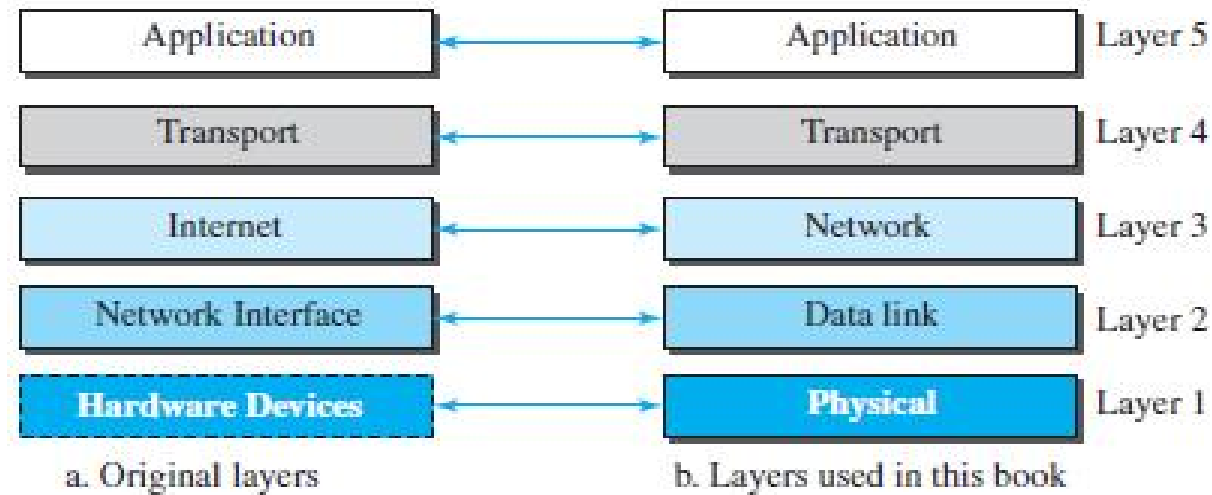 Application Application Layer 5
Transport Transport Layer 4
Internet Network Layer 3
Network Interface Data link Layer 2
Hardware Devices Physical Layer 1
a. Original layers b. Layers used in this book